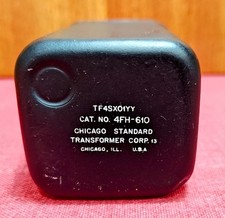 TF4SX01YY
CAT. NO. 4FH-610
CHICAGO STANDARD
TRANSFORMER CORP. 13
CHICAGO, ILL. U.S.A